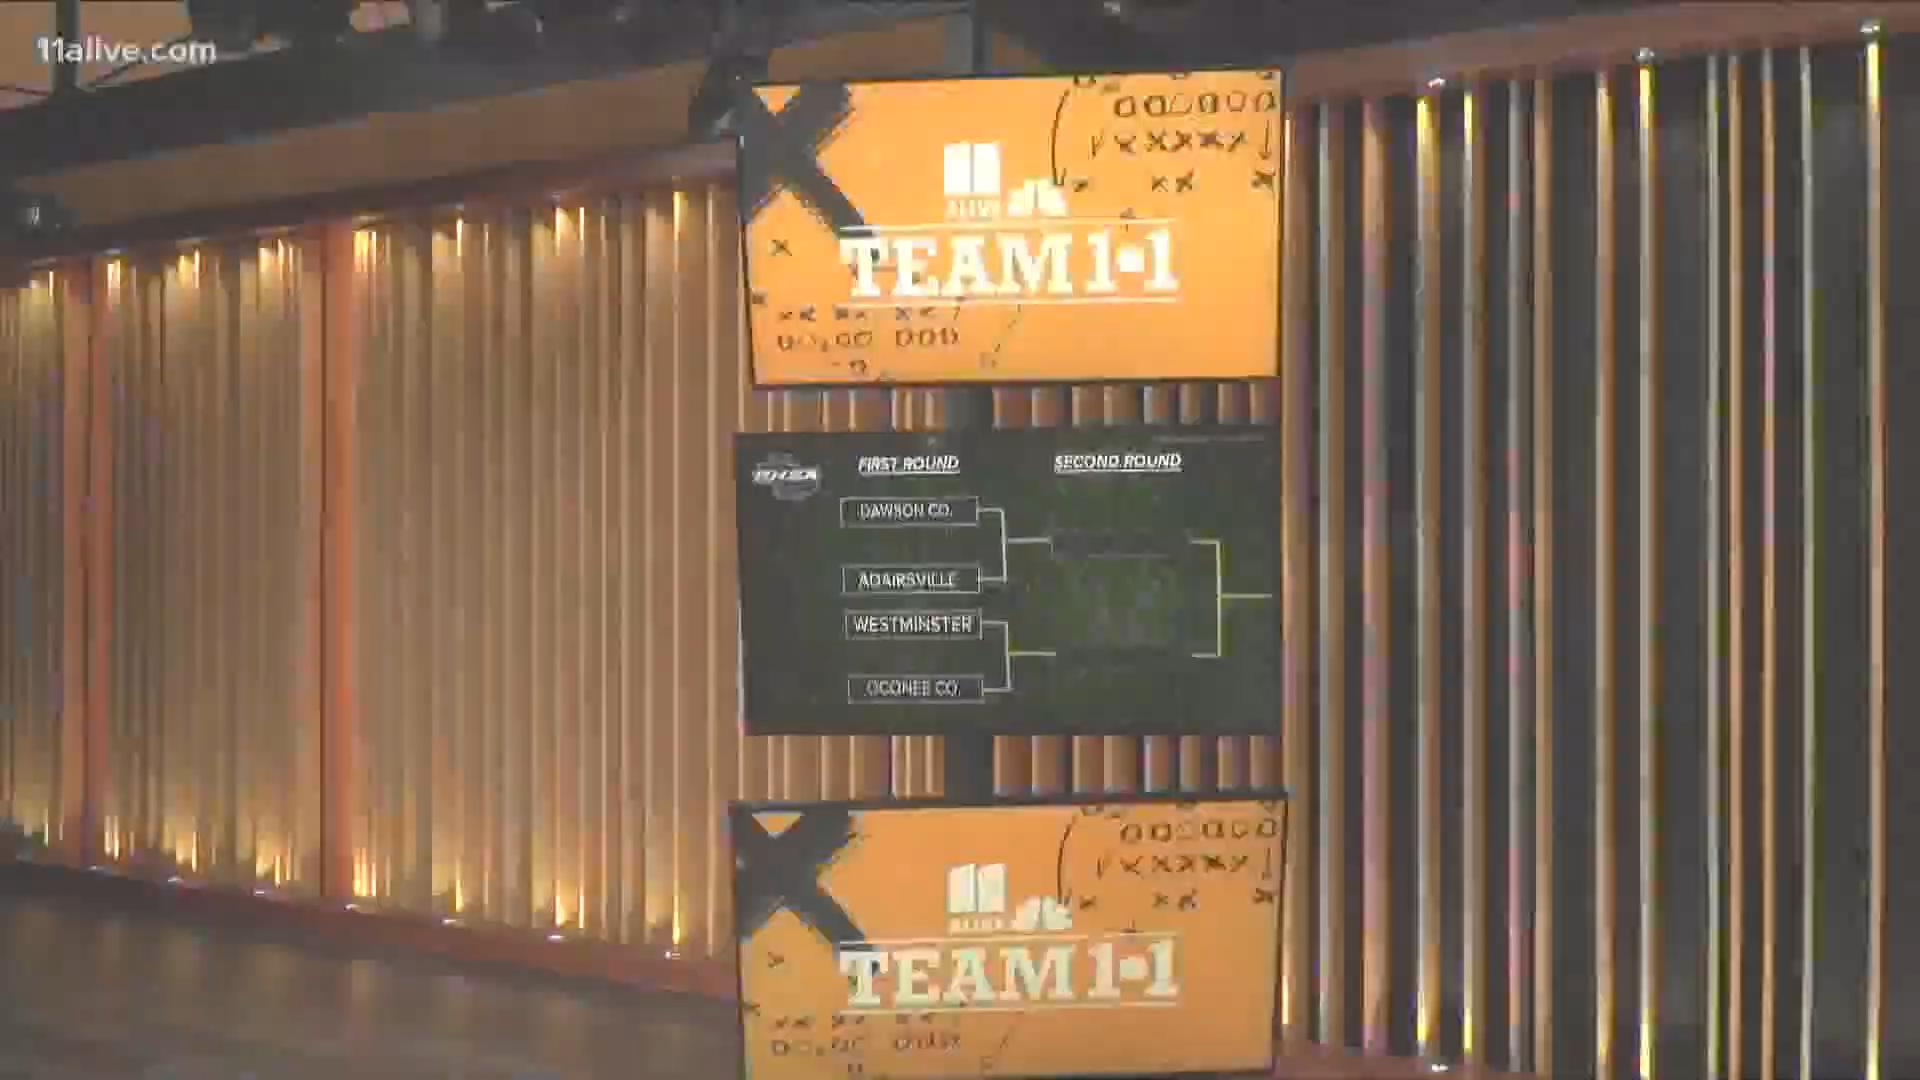 11alive.com
11
ALIVE
TEAM 1•1
FIRST ROUND
SECOND ROUND
DAWSON CO.
ADAIRSVILLE
WESTMINSTER
OCONEE CO.
11
ALIVE
TEAM 1•1